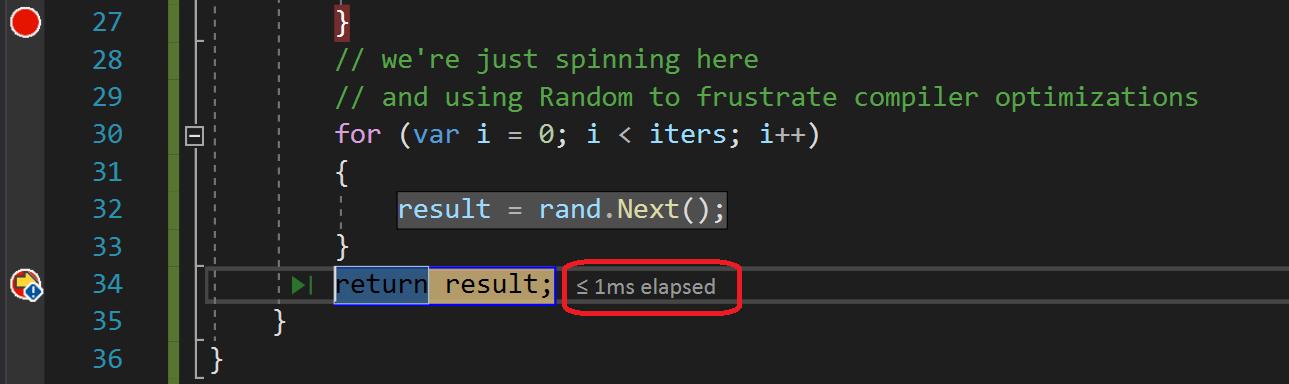 27 }
28 // we're just spinning here
29 // and using Random to frustrate compiler optimizations
30 for (var i = 0; i < iters; i++)
31 {
32 result = rand.Next();
33 }
34 return result; ≤ 1ms elapsed
35 }
36 }